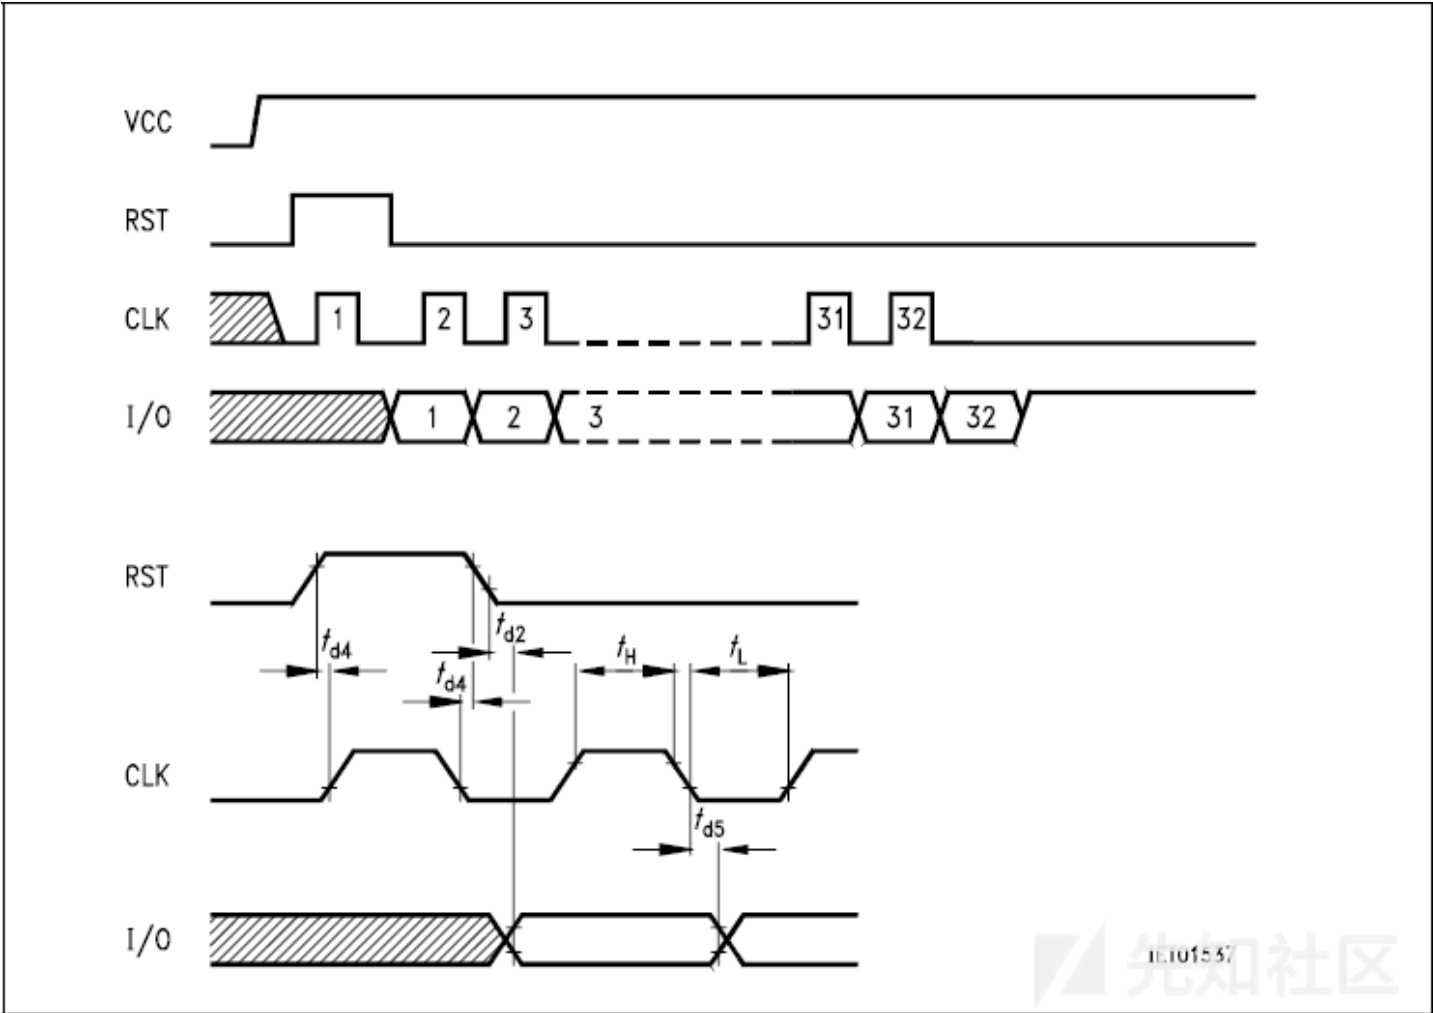 VCC
RST
CLK 1 2 3 31 32
I/O 1 2 3 31 32
RST
td4 td2 tH tL
td4
CLK
td5
I/O
先知社区